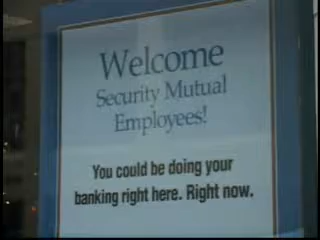 Welcome
Security Mutual
Employees!
You could be doing your
banking right here. Right now.